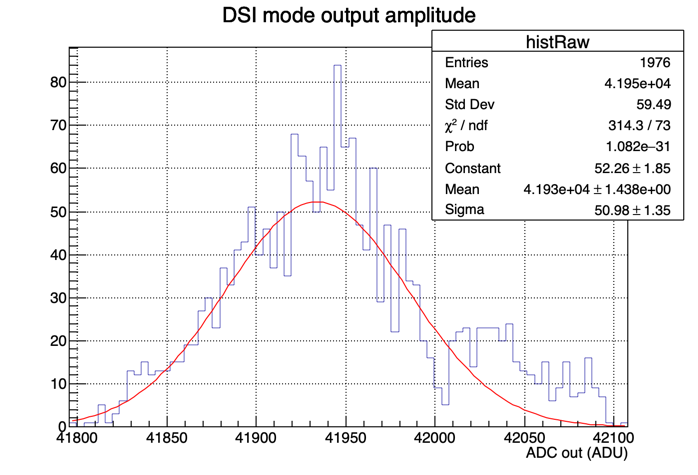 DSI mode output amplitude
histRaw
Entries 1976
Mean 4.195e+04
Std Dev 59.49
χ² / ndf 314.3 / 73
Prob 1.082e−31
Constant 52.26 ± 1.85
Mean 4.193e+04 ± 1.438e+00
Sigma 50.98 ± 1.35
80
70
60
50
40
30
20
10
0
41800 41850 41900 41950 42000 42050 42100
ADC out (ADU)